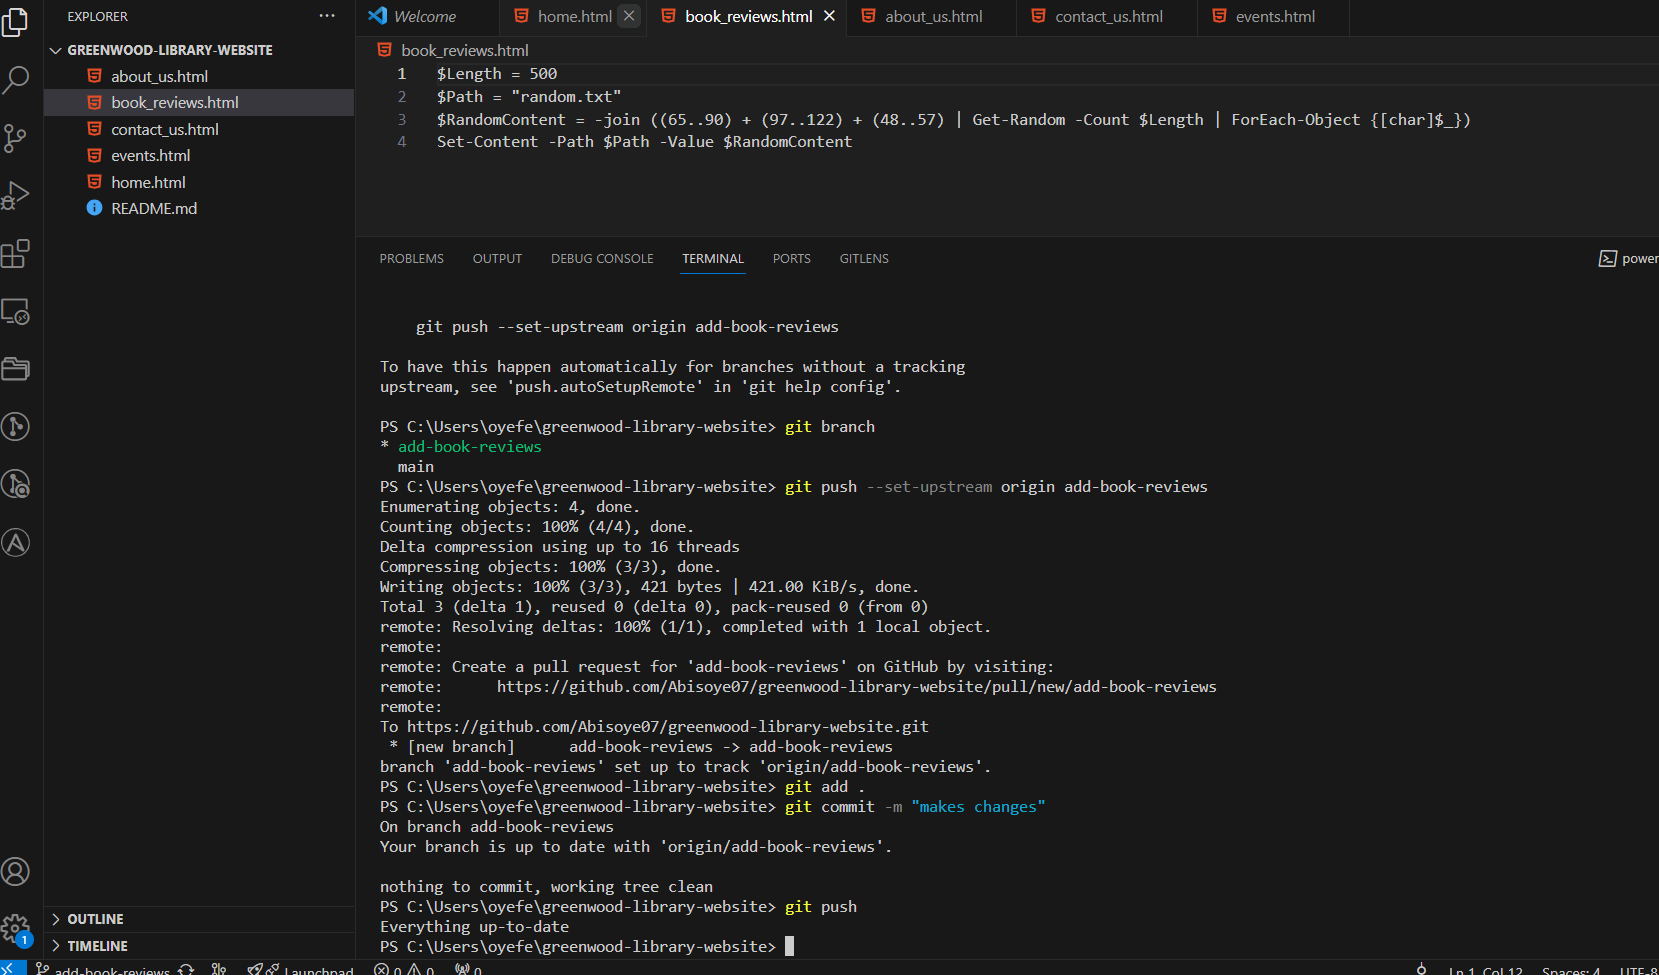 EXPLORER
GREENWOOD-LIBRARY-WEBSITE
about_us.html
book_reviews.html
contact_us.html
events.html
home.html
README.md
OUTLINE
TIMELINE
Welcome
home.html
book_reviews.html
about_us.html
contact_us.html
events.html
book_reviews.html
1 $Length = 500
2 $Path = "random.txt"
3 $RandomContent = -join ((65..90) + (97..122) + (48..57) | Get-Random -Count $Length | ForEach-Object {[char]$_})
4 Set-Content -Path $Path -Value $RandomContent
PROBLEMS OUTPUT DEBUG CONSOLE TERMINAL PORTS GITLENS power
git push --set-upstream origin add-book-reviews
To have this happen automatically for branches without a tracking
upstream, see 'push.autoSetupRemote' in 'git help config'.
PS C:\Users\oyefe\greenwood-library-website> git branch
* add-book-reviews
main
PS C:\Users\oyefe\greenwood-library-website> git push --set-upstream origin add-book-reviews
Enumerating objects: 4, done.
Counting objects: 100% (4/4), done.
Delta compression using up to 16 threads
Compressing objects: 100% (3/3), done.
Writing objects: 100% (3/3), 421 bytes | 421.00 KiB/s, done.
Total 3 (delta 1), reused 0 (delta 0), pack-reused 0 (from 0)
remote: Resolving deltas: 100% (1/1), completed with 1 local object.
remote:
remote: Create a pull request for 'add-book-reviews' on GitHub by visiting:
remote:      https://github.com/Abisoye07/greenwood-library-website/pull/new/add-book-reviews
remote:
To https://github.com/Abisoye07/greenwood-library-website.git
* [new branch]      add-book-reviews -> add-book-reviews
branch 'add-book-reviews' set up to track 'origin/add-book-reviews'.
PS C:\Users\oyefe\greenwood-library-website> git add .
PS C:\Users\oyefe\greenwood-library-website> git commit -m "makes changes"
On branch add-book-reviews
Your branch is up to date with 'origin/add-book-reviews'.
nothing to commit, working tree clean
PS C:\Users\oyefe\greenwood-library-website> git push
Everything up-to-date
PS C:\Users\oyefe\greenwood-library-website>
1
add-book-reviews Launchpad 0 0 0 Ln 1, Col 12 Spaces: 4 UTF-8